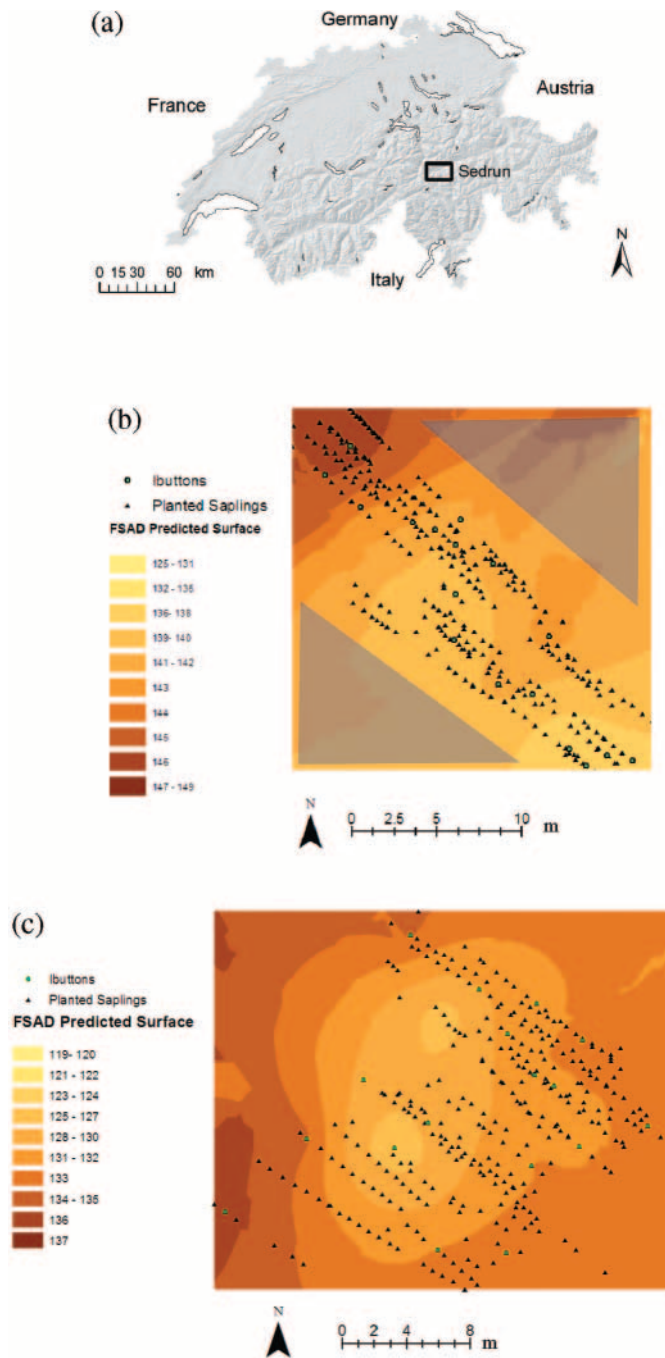 (a)
Germany
France
Austria
Sedrun
N
0 15 30 60 km
Italy
(b)
Ibuttons
Planted Saplings
FSAD Predicted Surface
125 - 131
132 - 135
136 - 138
139 - 140
141 - 142
143
144
145
146
147 - 149
N
0 2.5 5 10 m
(c)
Ibuttons
Planted Saplings
FSAD Predicted Surface
119 - 120
121 - 122
123 - 124
125 - 127
128 - 130
131 - 132
133
134 - 135
136
137
N
0 2 4 8 m